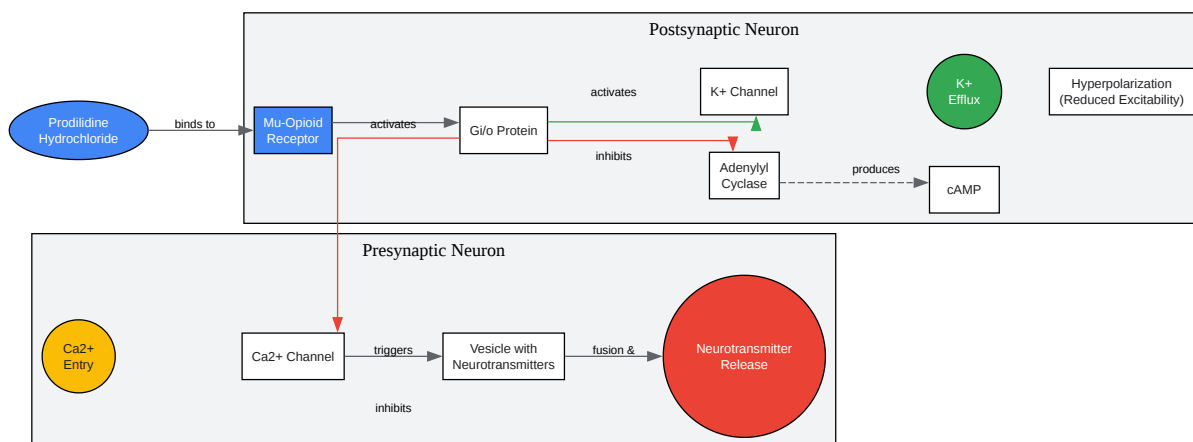 Postsynaptic Neuron
Prodilidine
Hydrochloride
binds to
Mu-Opioid
Receptor
activates
Gi/o Protein
activates
inhibits
K+ Channel
Adenylyl
Cyclase
produces
cAMP
K+
Efflux
Hyperpolarization
(Reduced Excitability)
Presynaptic Neuron
Ca2+
Entry
Ca2+ Channel
triggers
Vesicle with
Neurotransmitters
fusion &
Neurotransmitter
Release
inhibits